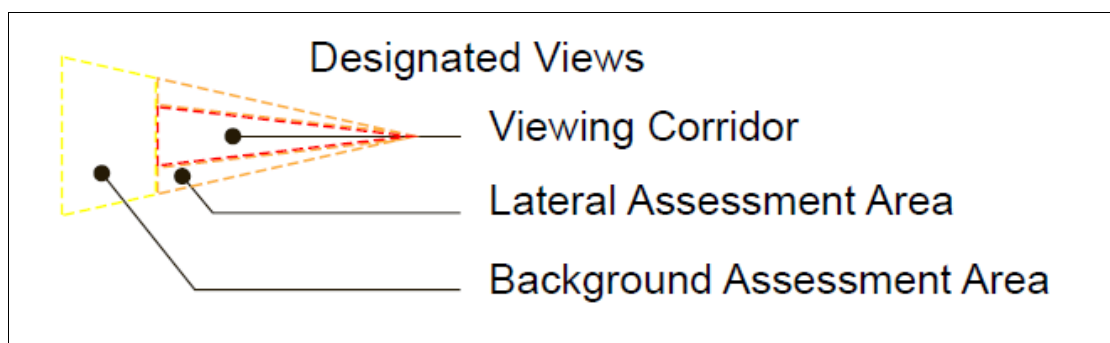 Designated Views
Viewing Corridor
Lateral Assessment Area
Background Assessment Area